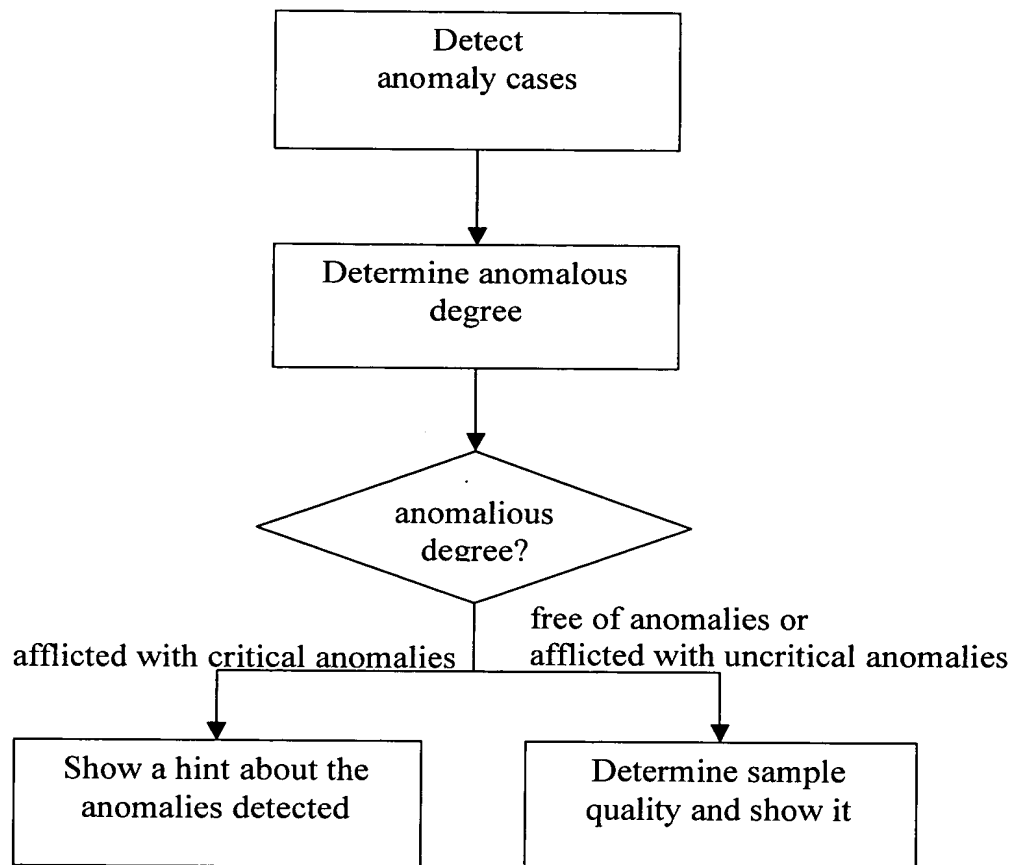 Detect
anomaly cases
Determine anomalous
degree
anomalious
degree?
afflicted with critical anomalies
free of anomalies or
afflicted with uncritical anomalies
Show a hint about the
anomalies detected
Determine sample
quality and show it